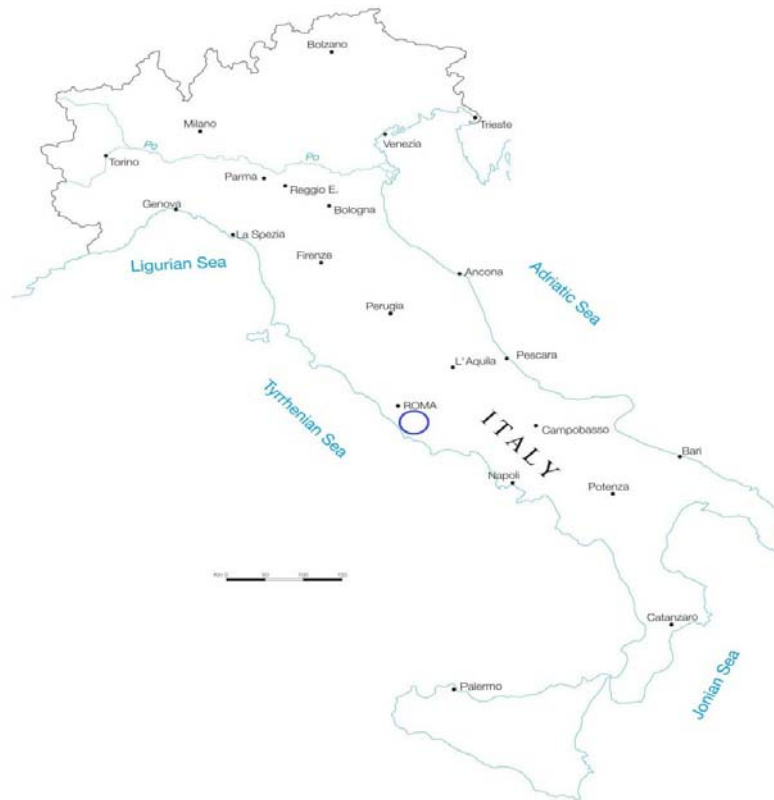 Bolzano
Milano
Trieste
Venezia
Po
Po
Torino
Parma
Reggio E.
Genova
Bologna
La Spezia
Firenze
Ligurian Sea
Ancona
Adriatic Sea
Perugia
Pescara
L'Aquila
Tyrrhenian Sea
ROMA
ITALY
Campobasso
Bari
Napoli
Potenza
Catanzaro
Jonian Sea
Palermo